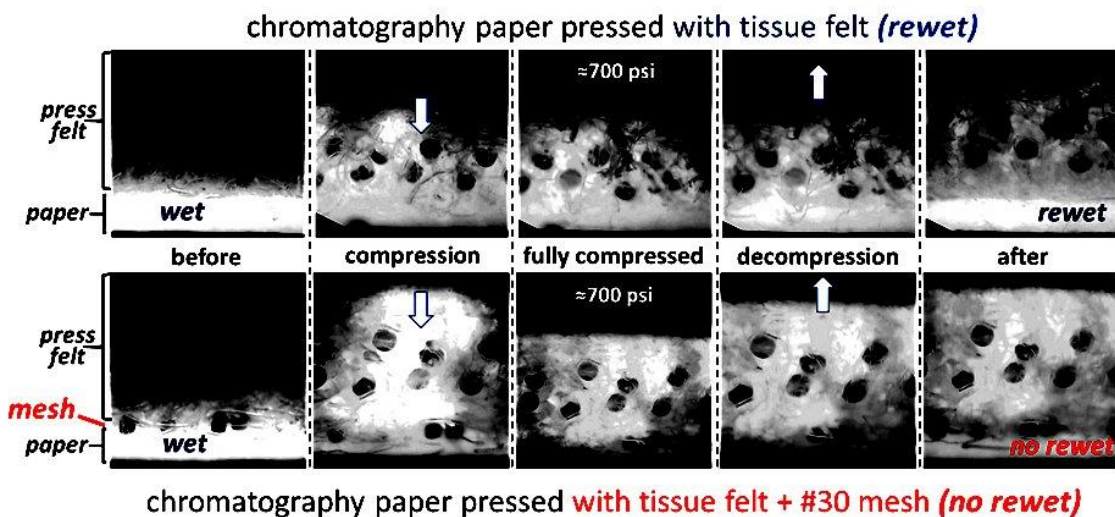 chromatography paper pressed with tissue felt (rewet)
≈700 psi
press
felt
paper
wet
rewet
before compression fully compressed decompression after
≈700 psi
press
felt
mesh
paper
wet
no rewet
chromatography paper pressed with tissue felt + #30 mesh (no rewet)